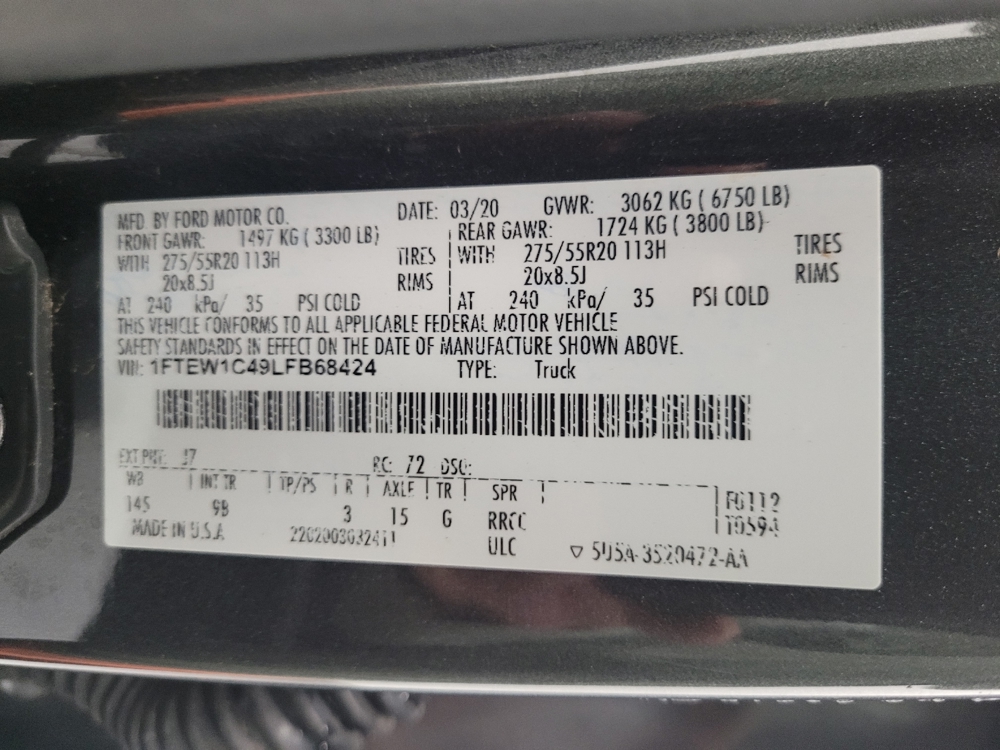 MFD. BY FORD MOTOR CO. DATE: 03/20 GVWR: 3062 KG ( 6750 LB)
FRONT GAWR: 1497 KG ( 3300 LB) REAR GAWR: 1724 KG ( 3800 LB)
WITH 275/55R20 113H TIRES WITH 275/55R20 113H TIRES
20x8.5J RIMS 20x8.5J RIMS
AT 240 kPa/ 35 PSI COLD AT 240 kPa/ 35 PSI COLD
THIS VEHICLE CONFORMS TO ALL APPLICABLE FEDERAL MOTOR VEHICLE
SAFETY STANDARDS IN EFFECT ON THE DATE OF MANUFACTURE SHOWN ABOVE.
VIN: 1FTEW1C49LFB68424 TYPE: Truck
EXT PNT: J7 RC: 72 DSO:
WB INT TR TP/PS R AXLE TR SPR
145 9B 3 15 G RRCC
MADE IN U.S.A ULC